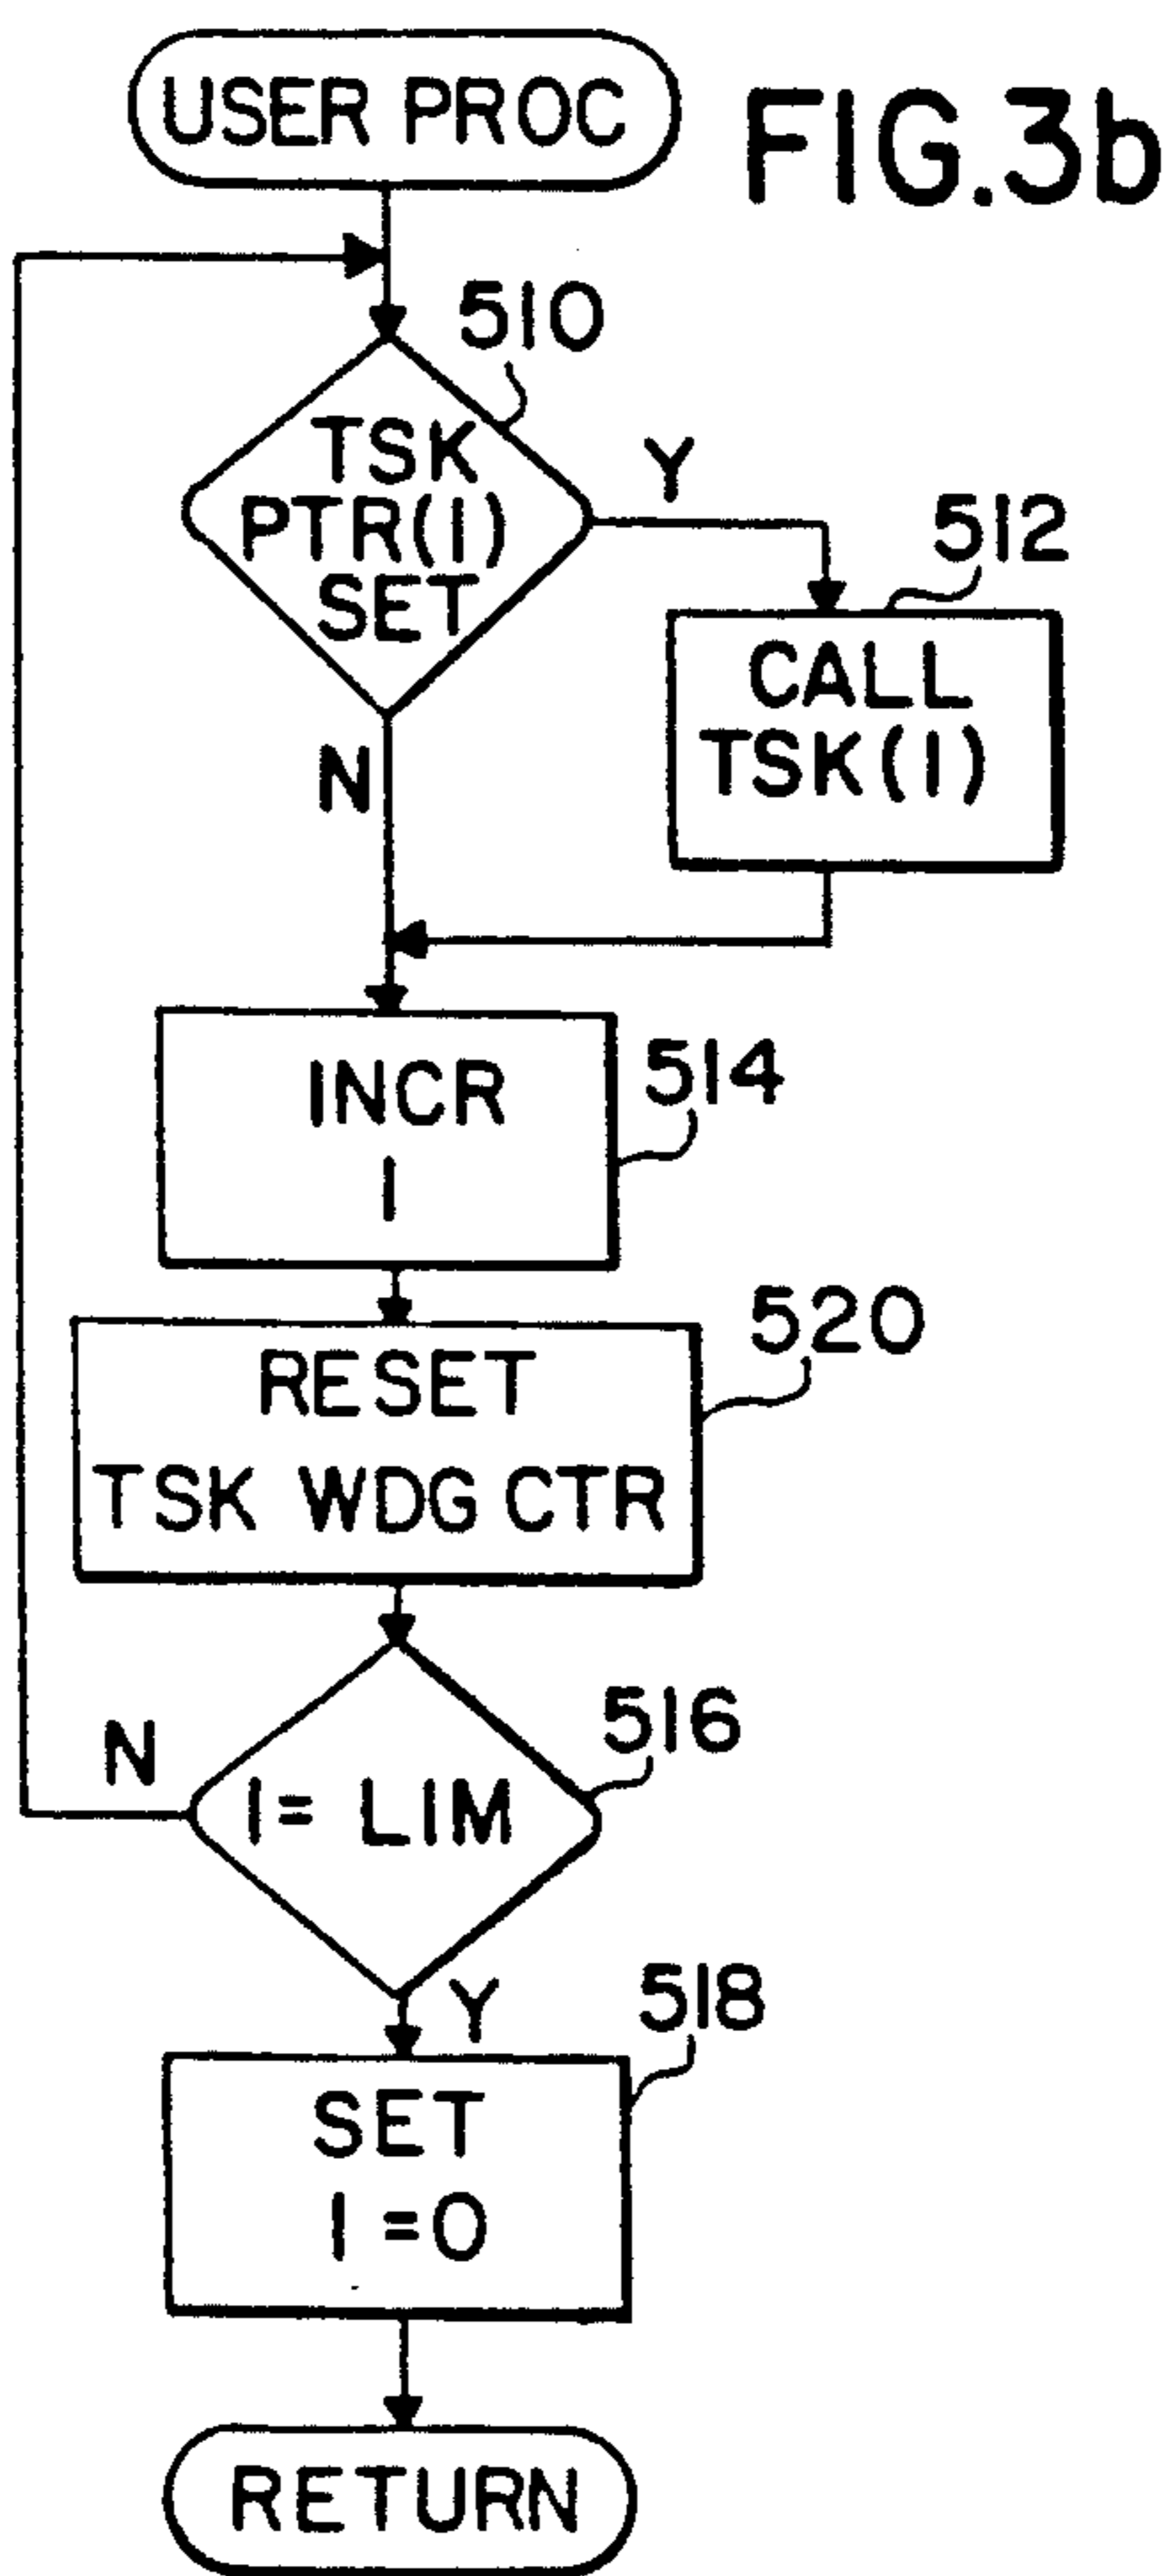 USER PROC
FIG.3b
510
TSK
PTR(I)
SET
Y
512
CALL
TSK(I)
N
INCR
I
514
RESET
TSK WDG CTR
520
I= LIM
516
N
Y
518
SET
I=0
RETURN